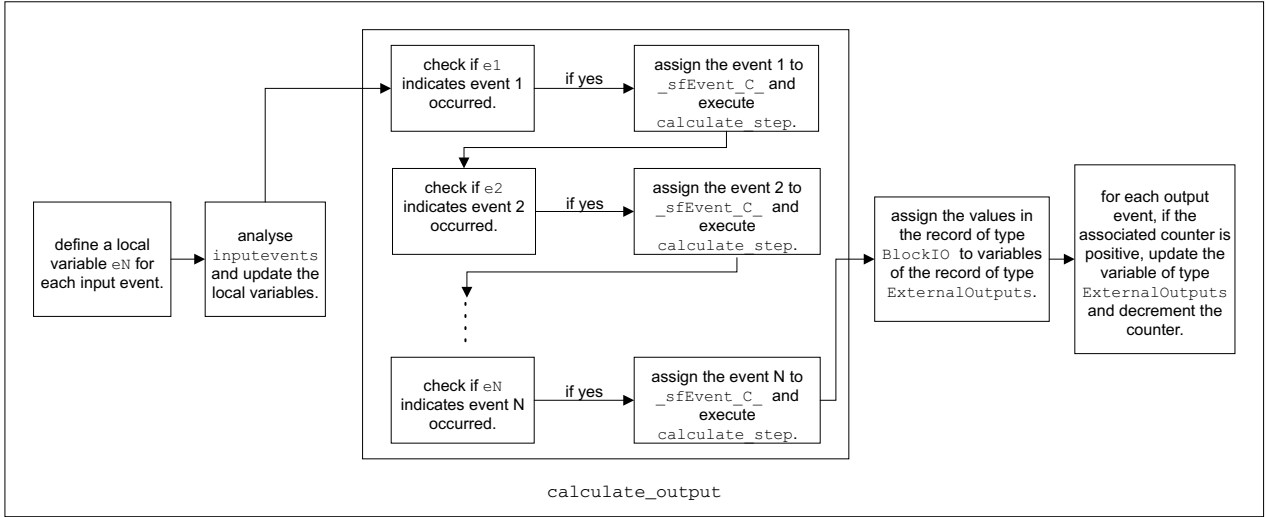 define a local
variable eN for
each input event.
analyse
inputevents
and update the
local variables.
check if e1
indicates event 1
occurred.
if yes
assign the event 1 to
_sfEvent_C_ and
execute
calculate_step.
check if e2
indicates event 2
occurred.
if yes
assign the event 2 to
_sfEvent_C_ and
execute
calculate_step.
check if eN
indicates event N
occurred.
if yes
assign the event N to
_sfEvent_C_ and
execute
calculate_step.
assign the values in
the record of type
BlockIO to variables
of the record of type
ExternalOutputs.
for each output
event, if the
associated counter is
positive, update the
variable of type
ExternalOutputs
and decrement the
counter.
calculate_output